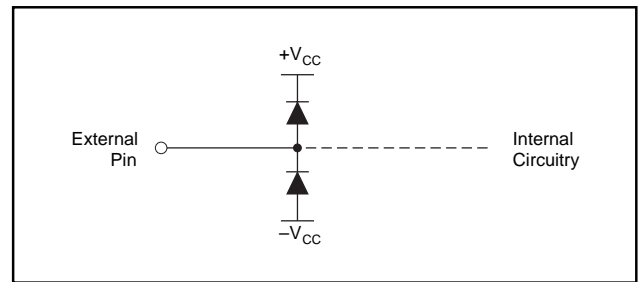 +VCC
External
Pin
Internal
Circuitry
–VCC